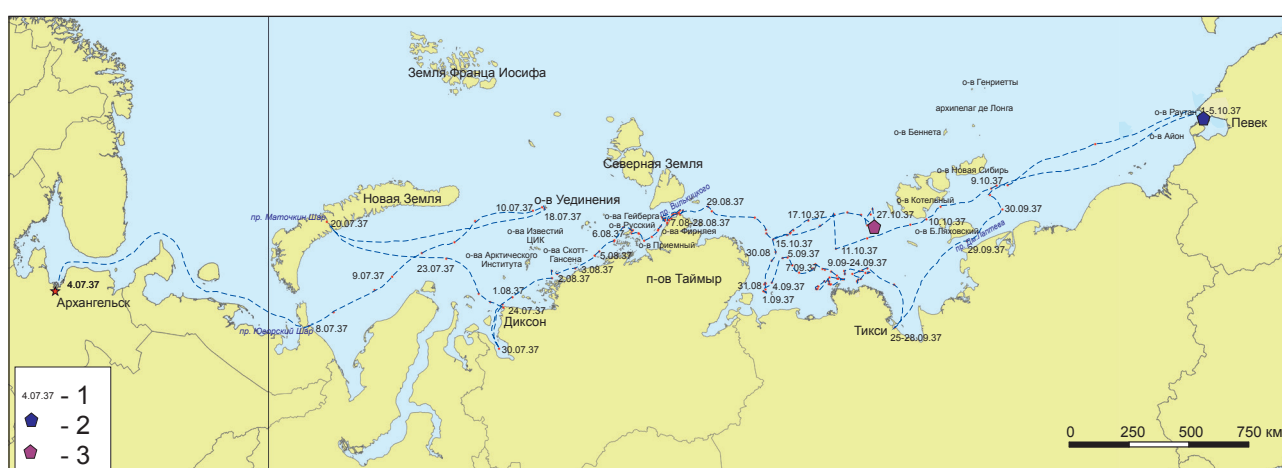 Земля Франца Иосифа
о-в Генриетты
архипелаг де Лонга
о-в Раутан
1-5.10.37
Певек
о-в Беннета
о-в Айон
Северная Земля
о-в Новая Сибирь
9.10.37
пр. Вилькицкого
Новая Земля
о-в Уединения
10.07.37
18.07.37
29.08.37
о-в Котельный
30.09.37
пр. Маточкин Шар
20.07.37
о-ва Гейберга
о-в Русский
7.08-28.08.37
о-ва Фирнлея
17.10.37
27.10.37
10.10.37
о-в Б.Ляховский
о-ва Известий
ЦИК
6.08.37
о-в Приемный
15.10.37
11.10.37
29.09.37
о-ва Скотт-
Гансена
5.08.37
30.08
5.09.37
о-ва Арктического
Института
3.08.37
7.09.37
9.09-24.09.37
9.07.37
23.07.37
2.08.37
п-ов Таймыр
4.07.37
Архангельск
1.08.37
31.08
4.09.37
1.09.37
24.07.37
Диксон
пр. Югорский Шар
8.07.37
Тикси
25-28.09.37
30.07.37
4.07.37 - 1
- 2
- 3
0 250 500 750 км